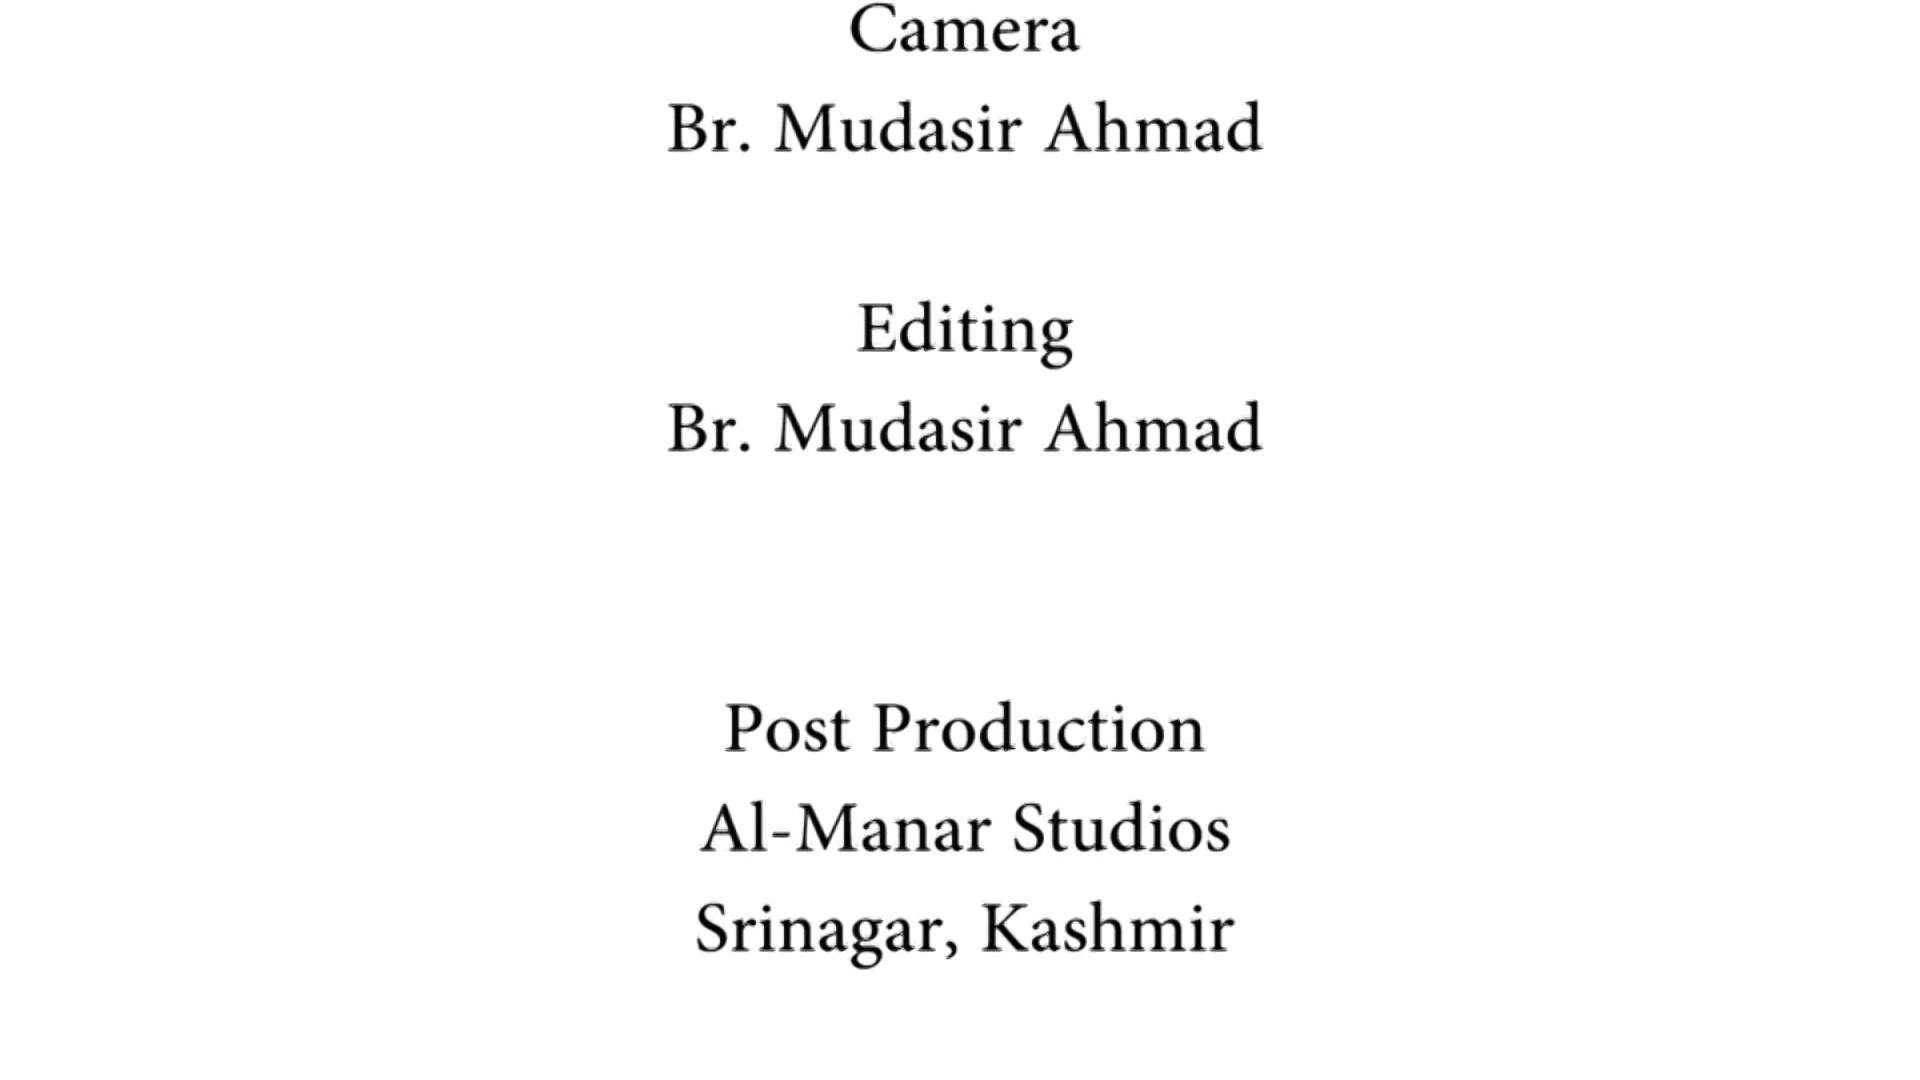 Camera
Br. Mudasir Ahmad
Editing
Br. Mudasir Ahmad
Post Production
Al-Manar Studios
Srinagar, Kashmir